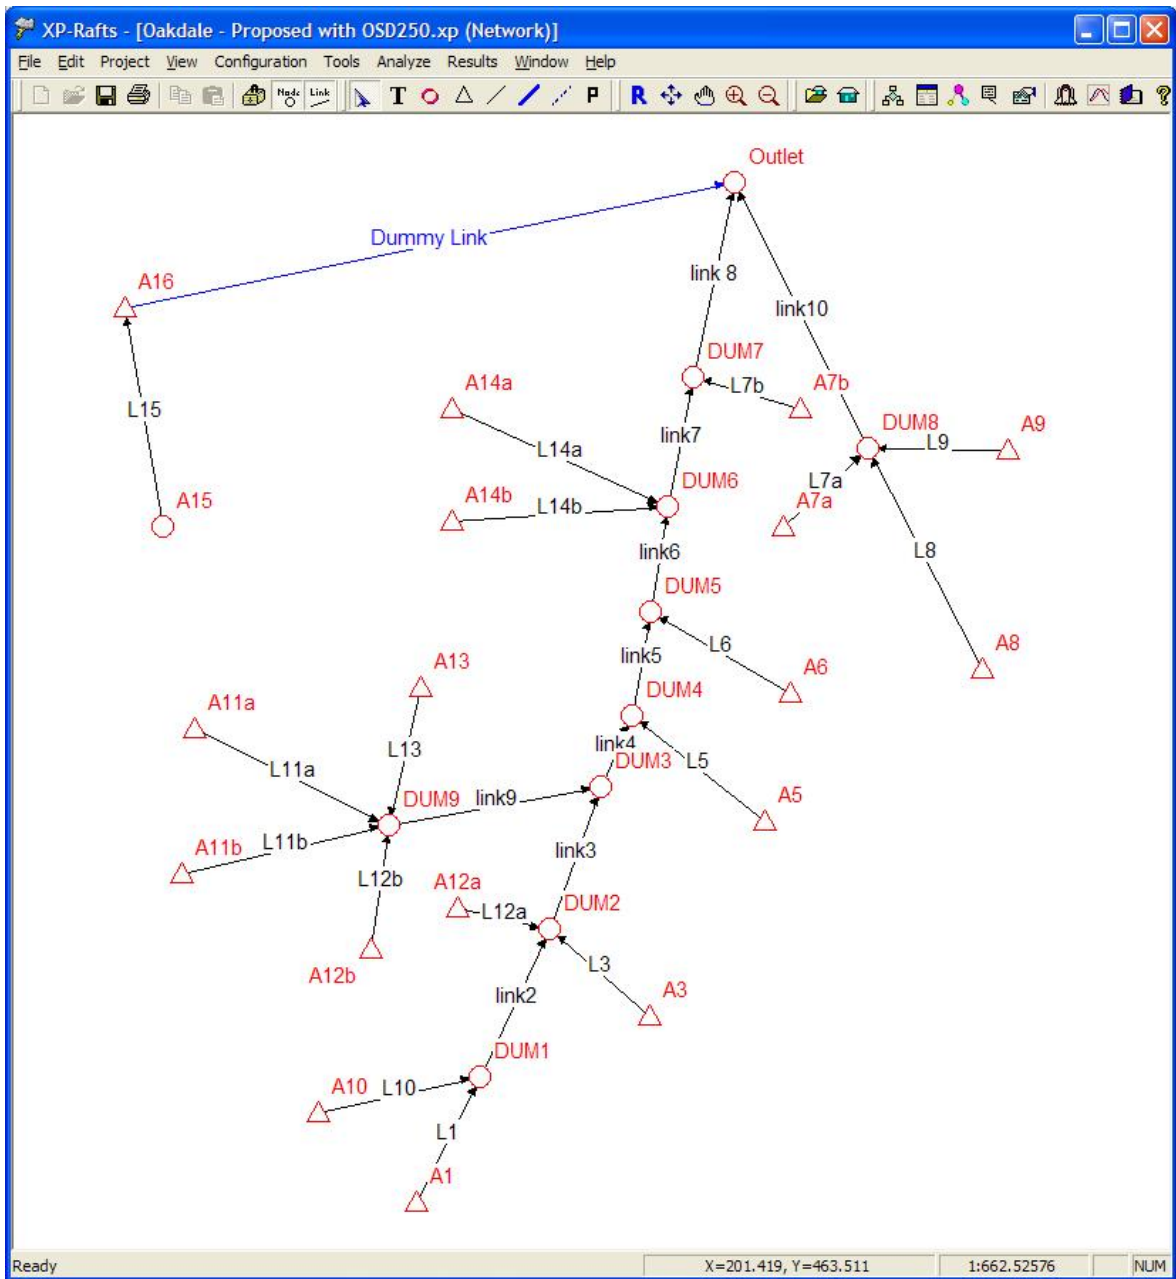 XP-Rafts - [Oakdale - Proposed with OSD250.xp (Network)]
File Edit Project View Configuration Tools Analyze Results Window Help
Node Link T P R ?
Outlet
Dummy Link
A16
link 8
link10
DUM7
A14a
L7b
A7b
L15
link7
DUM8
A9
L9
L14a
L7a
DUM6
A14b
A7a
A15
L14b
link6
L8
DUM5
A13
L6
A8
link5
A6
A11a
DUM4
L13
link4
DUM3
L5
L11a
DUM9
link9
A5
A11b
L11b
link3
L12b
A12a
L12a
DUM2
A12b
L3
link2
A3
DUM1
A10
L10
L1
A1
Ready X=201.419, Y=463.511 1:662.52576 NUM